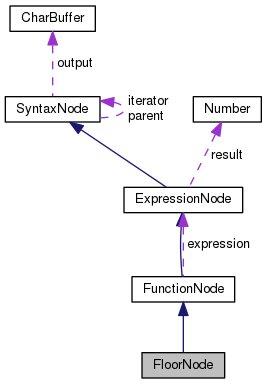 CharBuffer
output
SyntaxNode
iterator
parent
Number
result
ExpressionNode
expression
FunctionNode
FloorNode